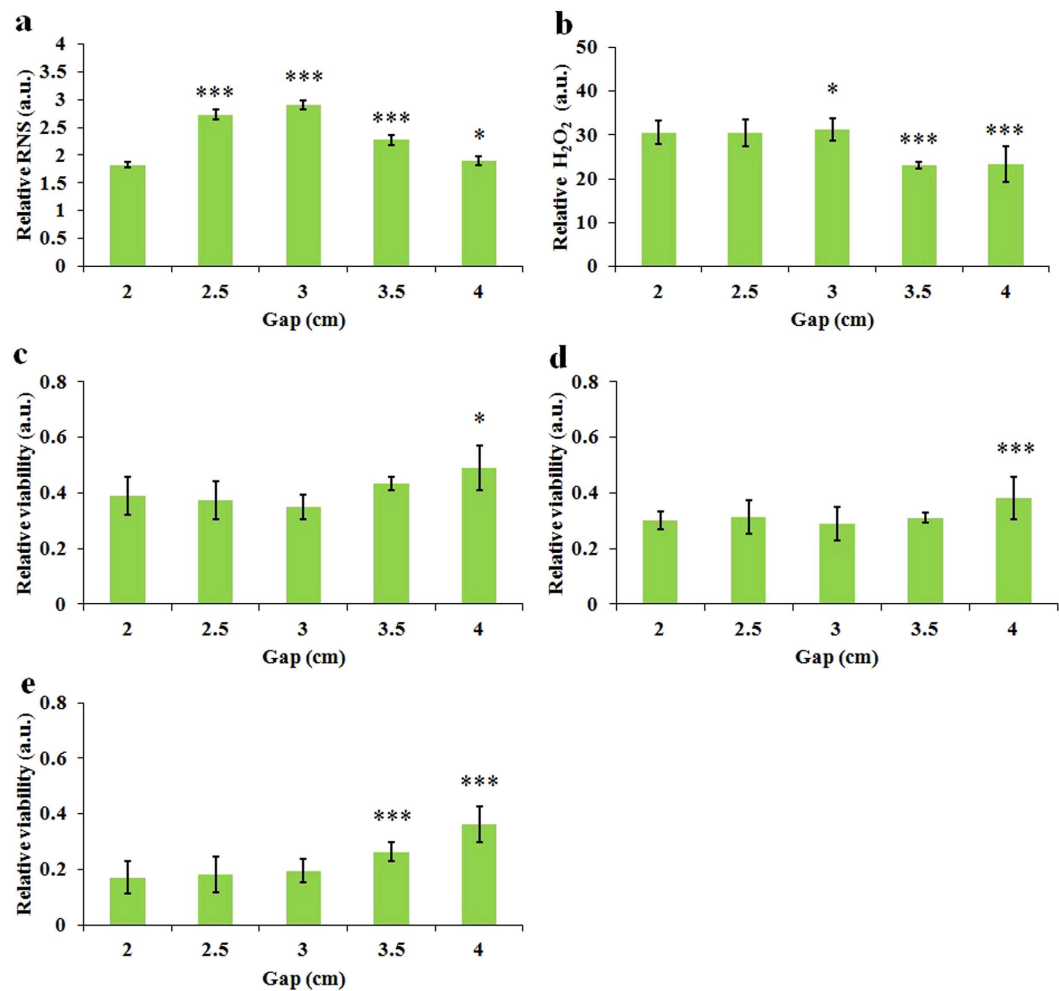 a
Relative RNS (a.u.)
4
3.5
3
2.5
2
1.5
1
0.5
0
***
***
***
*
2 2.5 3 3.5 4
Gap (cm)
b
Relative H₂O₂ (a.u.)
50
40
30
20
10
0
*
***
***
2 2.5 3 3.5 4
Gap (cm)
c
Relative viability (a.u.)
0.8
0.6
0.4
0.2
0
*
2 2.5 3 3.5 4
Gap (cm)
d
Relative viability (a.u.)
0.8
0.6
0.4
0.2
0
***
2 2.5 3 3.5 4
Gap (cm)
e
Relative viability (a.u.)
0.8
0.6
0.4
0.2
0
***
***
2 2.5 3 3.5 4
Gap (cm)